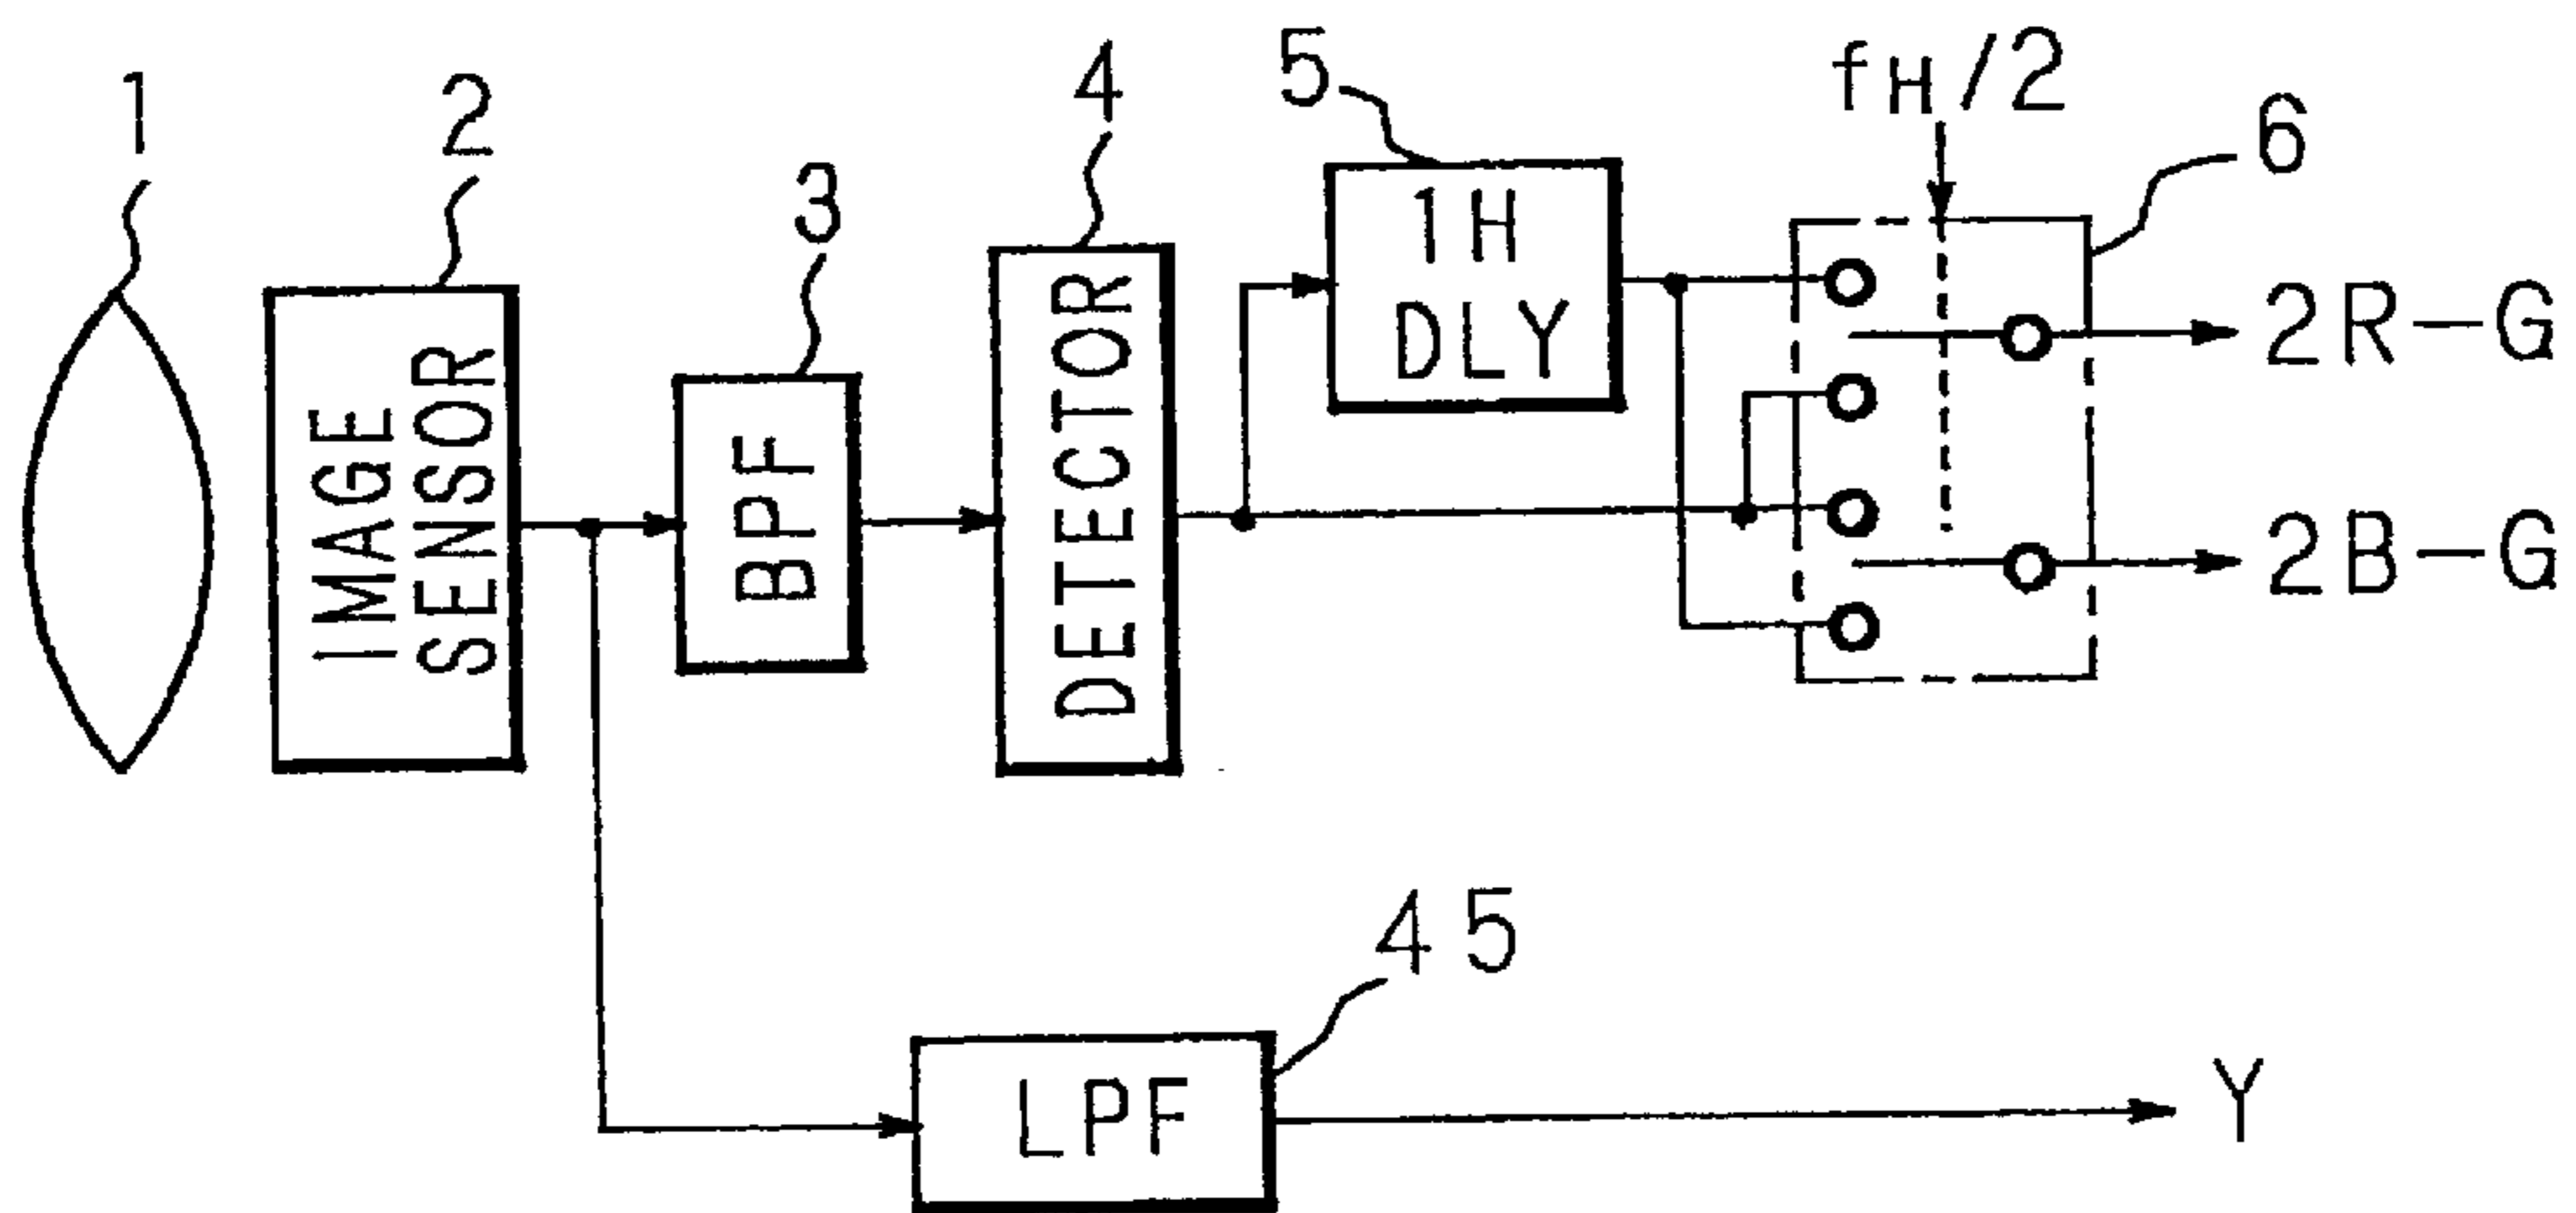 1
2
3
4
5
fH/2
6
IMAGE
SENSOR
BPF
DETECTOR
1H
DLY
2R-G
2B-G
45
LPF
Y